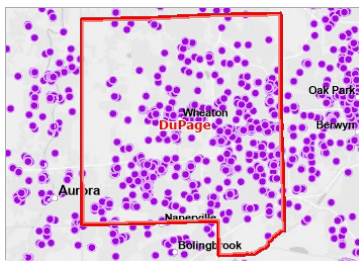 Oak Park
Wheaton
DuPage
Berwyn
Aurora
Naperville
Bolingbrook